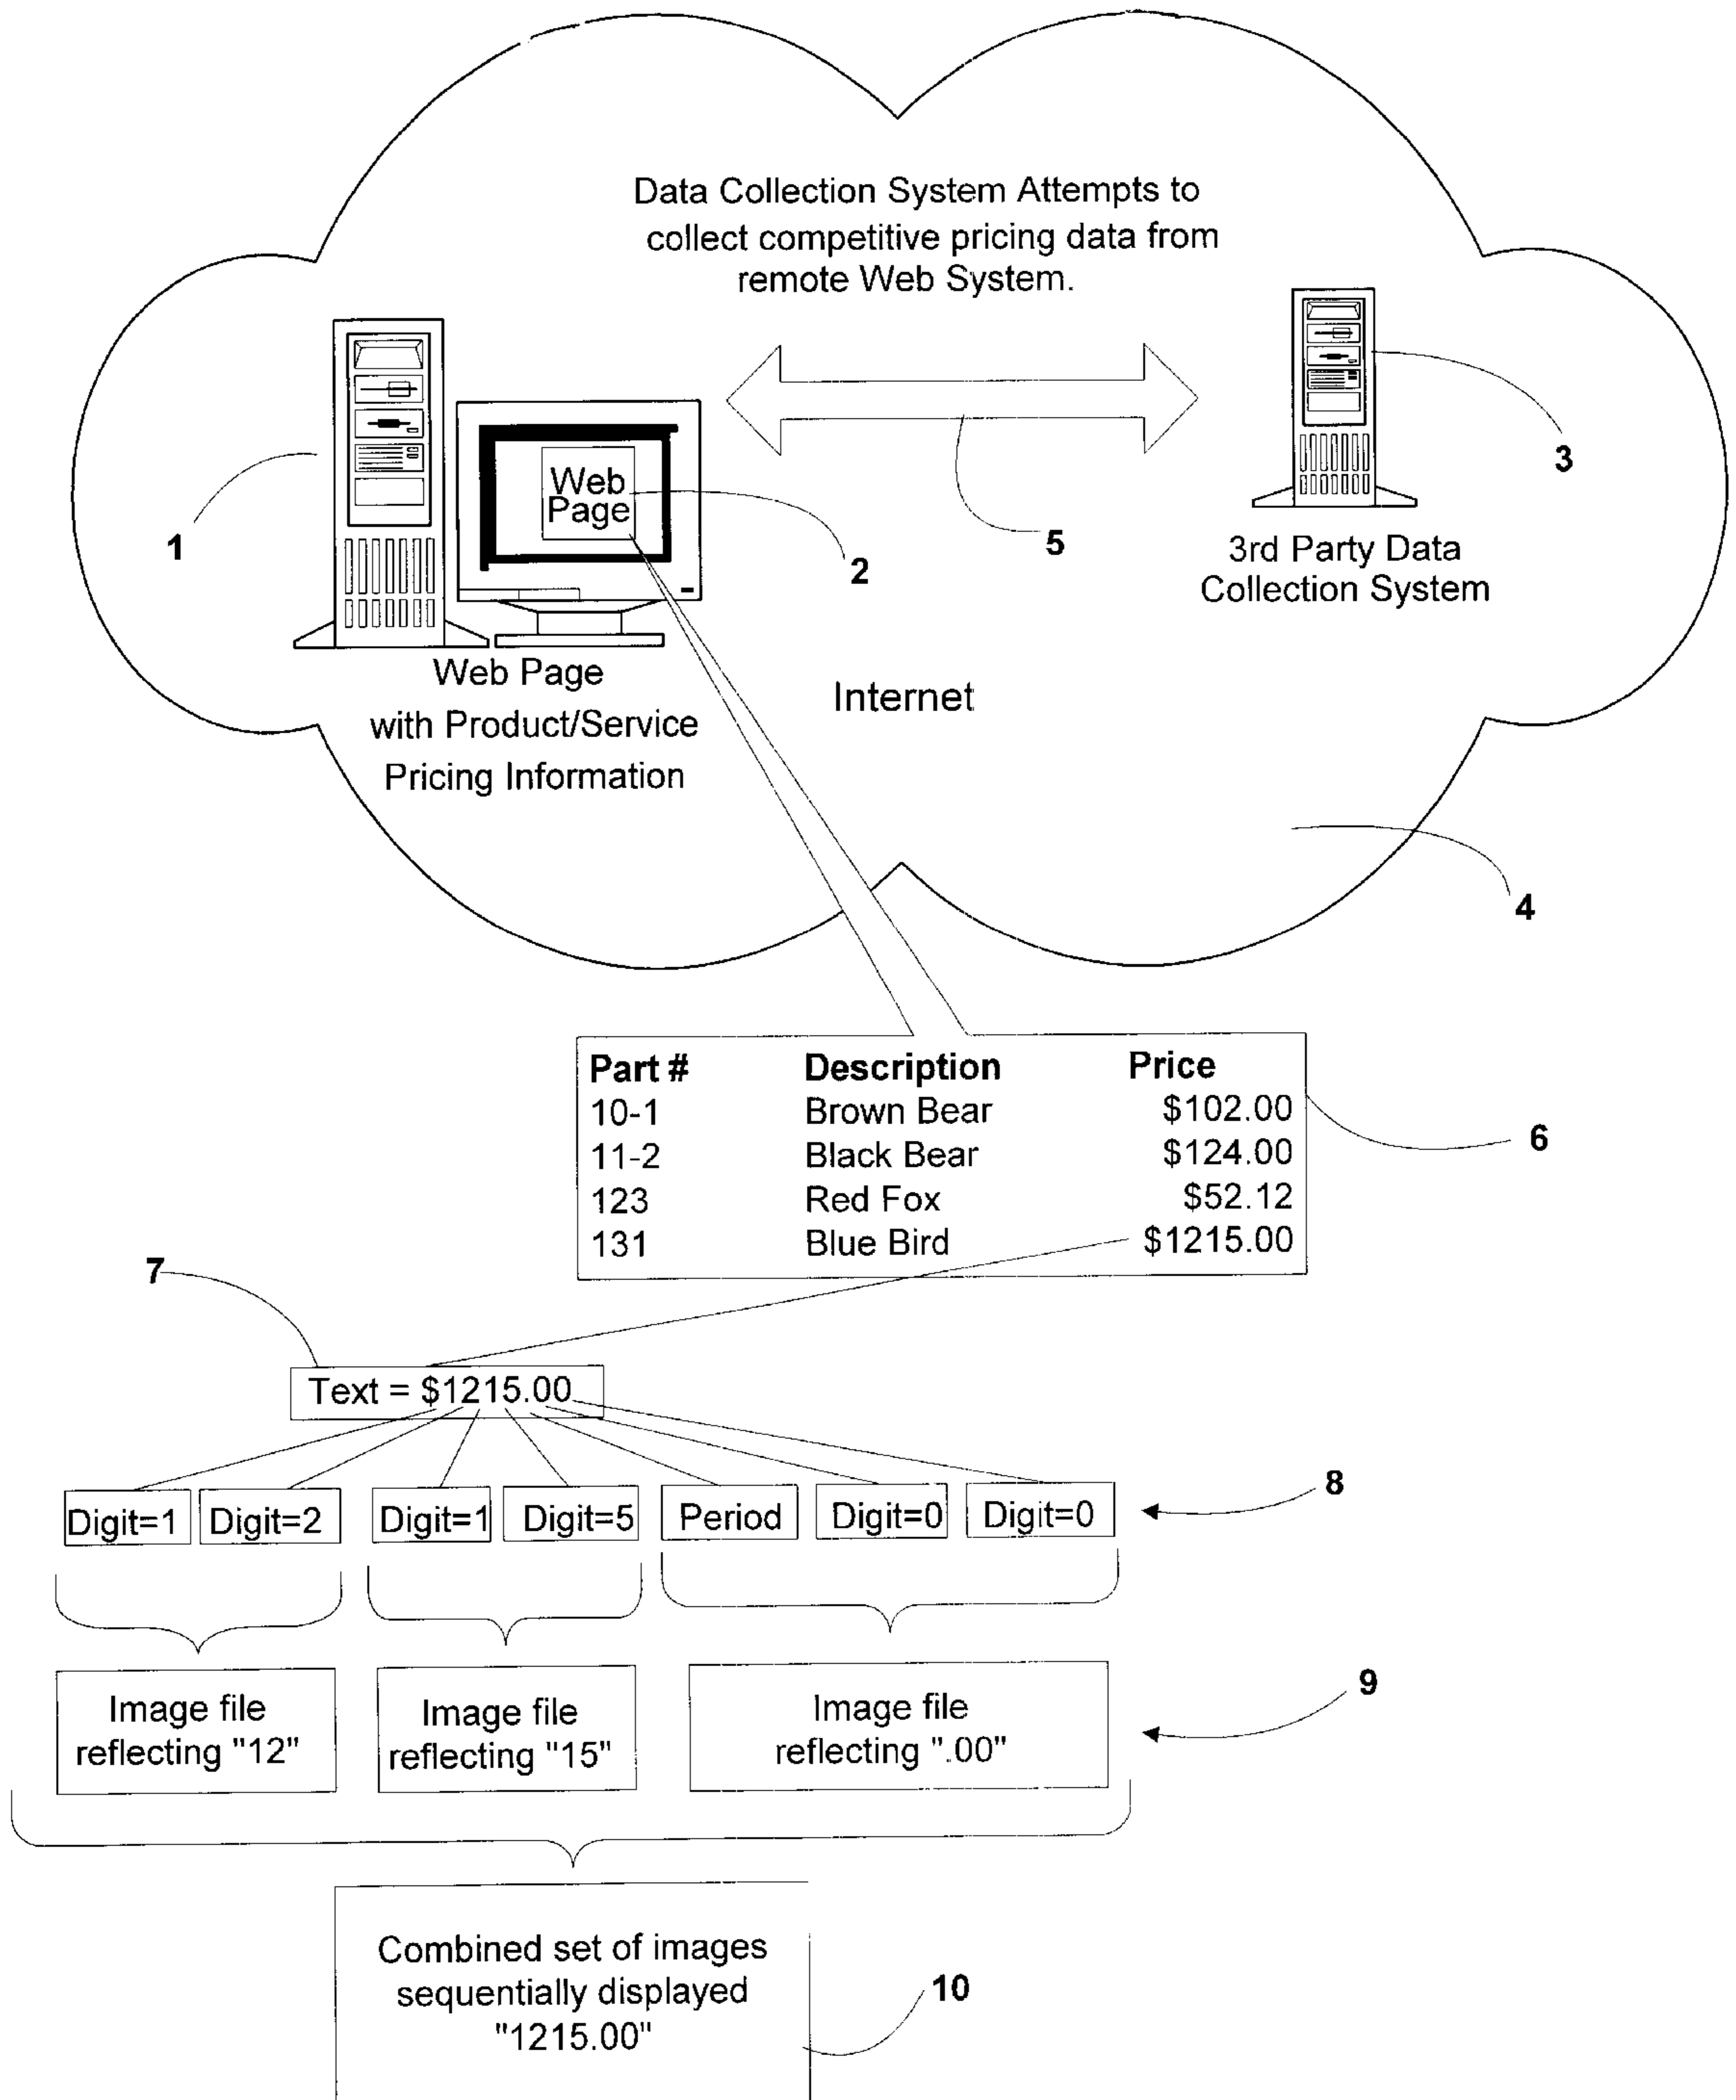 Data Collection System Attempts to
collect competitive pricing data from
remote Web System.
Web
Page
1
2
5
3
3rd Party Data
Collection System
Web Page
with Product/Service
Pricing Information
Internet
4
Part # Description Price
10-1 Brown Bear $102.00
11-2 Black Bear $124.00
123 Red Fox $52.12
131 Blue Bird $1215.00
6
7
Text = $1215.00
Digit=1 Digit=2 Digit=1 Digit=5 Period Digit=0 Digit=0
8
Image file
reflecting "12"
Image file
reflecting "15"
Image file
reflecting ".00"
9
Combined set of images
sequentially displayed
"1215.00"
10